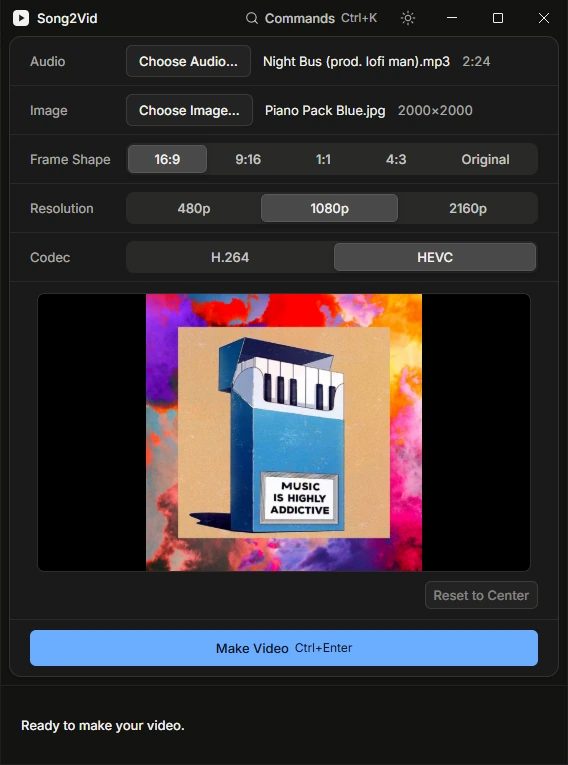 Song2Vid Commands Ctrl+K
Audio Choose Audio... Night Bus (prod. lofi man).mp3 2:24
Image Choose Image... Piano Pack Blue.jpg 2000×2000
Frame Shape 16:9 9:16 1:1 4:3 Original
Resolution 480p 1080p 2160p
Codec H.264 HEVC
MUSIC
IS HIGHLY
ADDICTIVE
Reset to Center
Make Video Ctrl+Enter
Ready to make your video.